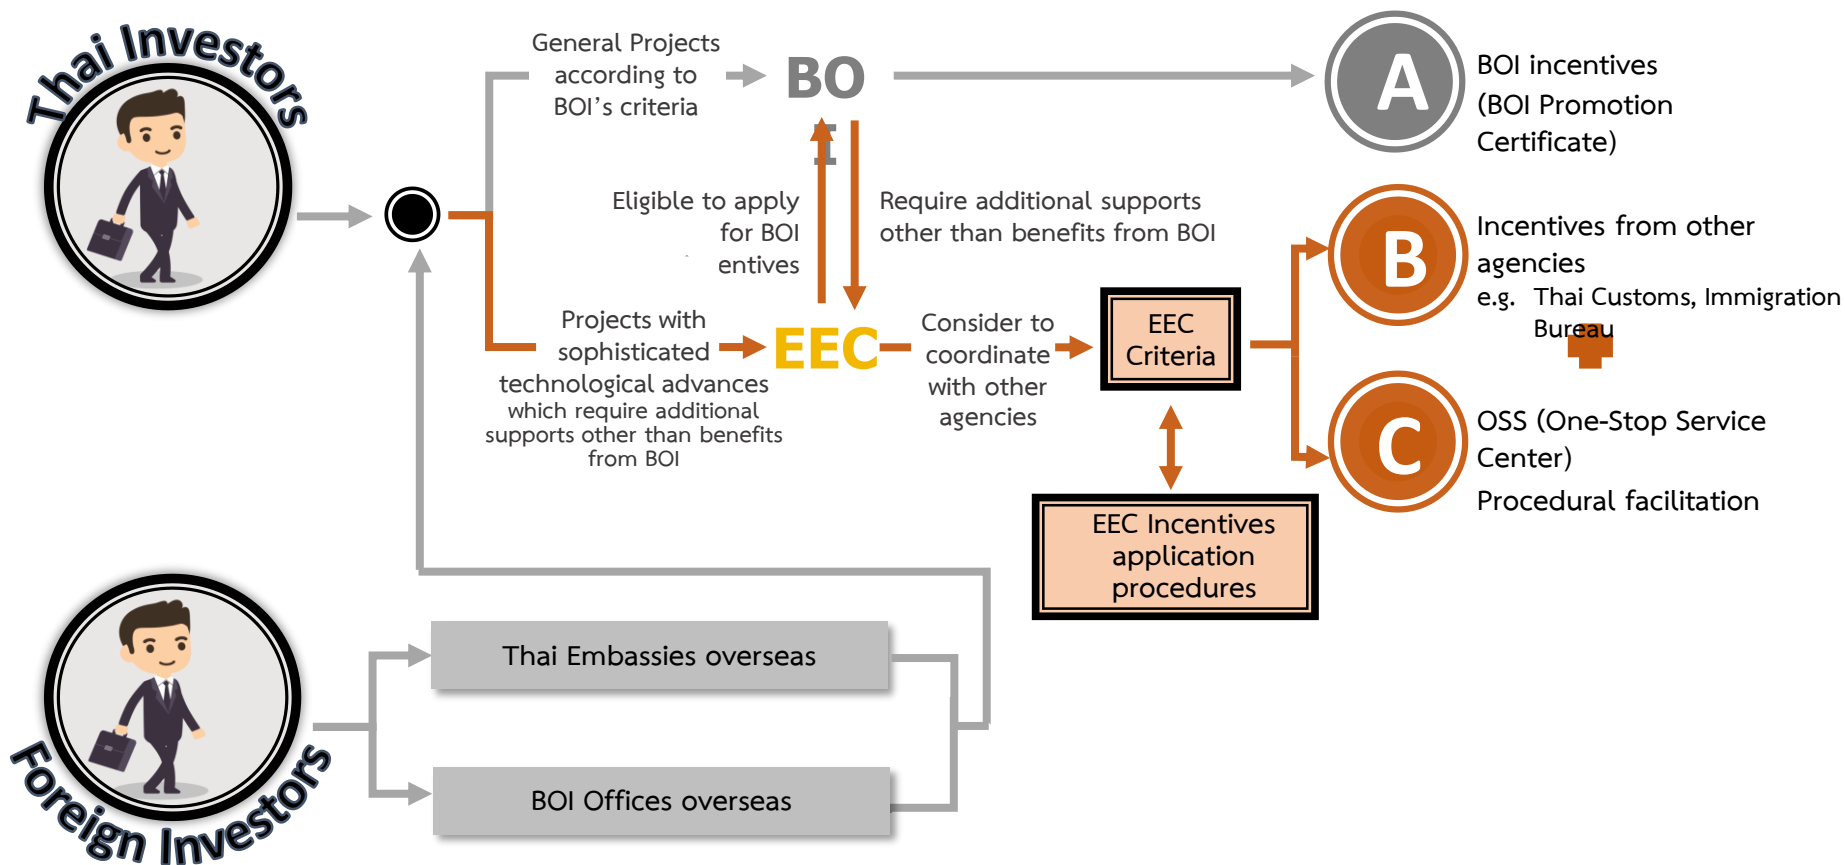 Thai Investors
General Projects
according to
BOI's criteria
BO
I
A
BOI incentives
(BOI Promotion
Certificate)
Eligible to apply
for BOI
entives
Require additional supports
other than benefits from BOI
B
Incentives from other
agencies
e.g. Thai Customs, Immigration
Bureau
Projects with
sophisticated
technological advances
which require additional
supports other than benefits
from BOI
EEC
Consider to
coordinate
with other
agencies
EEC
Criteria
C
OSS (One-Stop Service
Center)
Procedural facilitation
EEC Incentives
application
procedures
Thai Embassies overseas
BOI Offices overseas
Foreign Investors